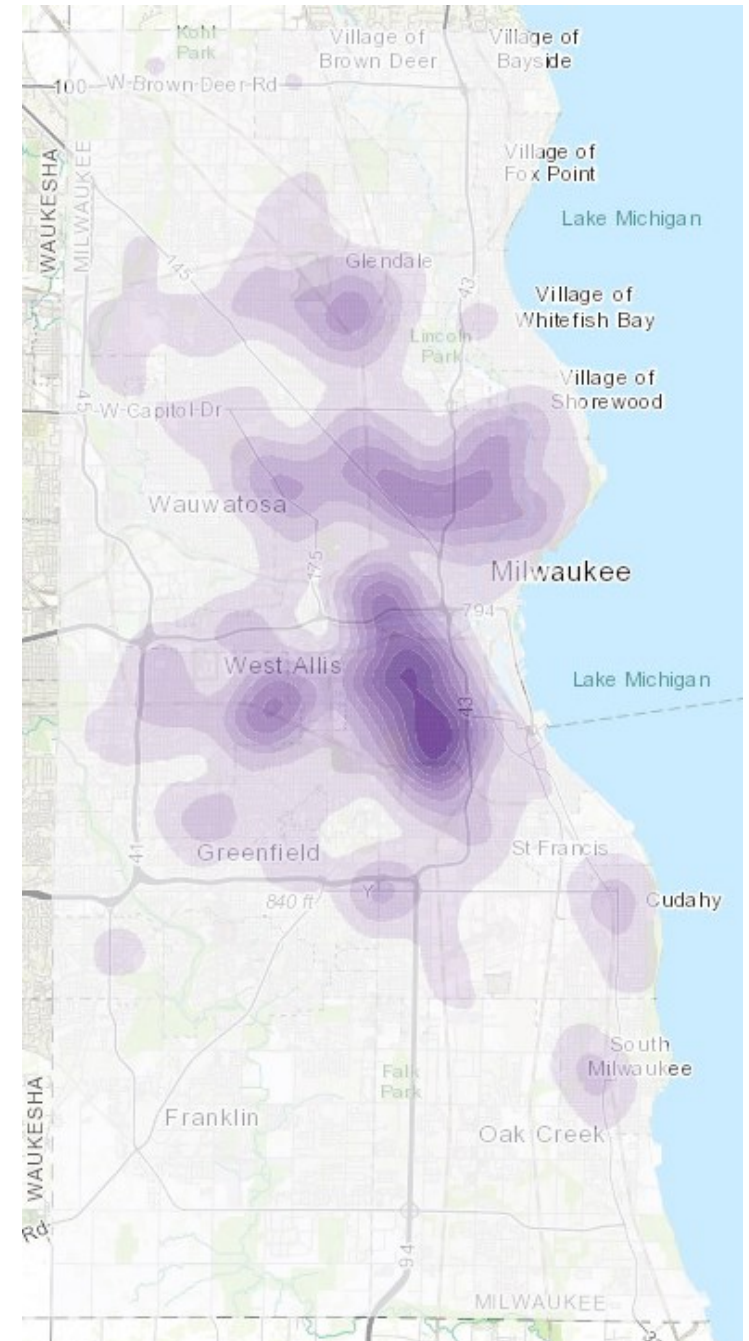 Kohl
Park
Village of
Brown Deer
Village of
Bayside
100
W-Brown-Deer-Rd
WAUKESHA
MILWAUKEE
Village of
Fox Point
Lake Michigan
145
Glendale
43
Village of
Whitefish Bay
Lincoln
Park
Village of
Shorewood
45
W-Capitol-Dr
Wauwatosa
175
Milwaukee
794
West Allis
Lake Michigan
43
41
Greenfield
St Francis
840 ft
Cudahy
South
Milwaukee
Falk
Park
WAUKESHA
Franklin
Oak Creek
Rd
94
MILWAUKEE